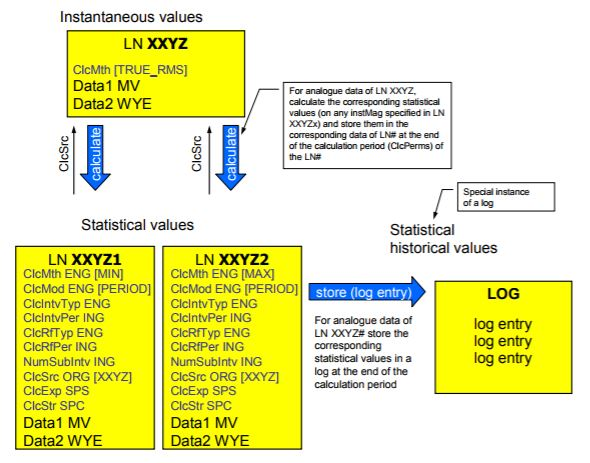 Instantaneous values
LN XXYZ
ClcMth [TRUE_RMS]
Data1 MV
Data2 WYE
For analogue data of LN XXYZ,
calculate the corresponding statistical
values (on any instMag specified in LN
XXYZx) and store them in the
corresponding data of LN# at the end
of the calculation period (ClcPerms) of
the LN#
ClcSrc
calculate
ClcSrc
calculate
Special instance
of a log
Statistical values
Statistical
historical values
LN XXYZ1
ClcMth ENG [MIN]
ClcMod ENG [PERIOD]
ClcIntvTyp ENG
ClcIntvPer ING
ClcRfTyp ENG
ClcRfPer ING
NumSubIntv ING
ClcSrc ORG [XXYZ]
ClcExp SPS
ClcStr SPC
Data1 MV
Data2 WYE
LN XXYZ2
ClcMth ENG [MAX]
ClcMod ENG [PERIOD]
ClcIntvTyp ENG
ClcIntvPer ING
ClcRfTyp ENG
ClcRfPer ING
NumSubIntv ING
ClcSrc ORG [XXYZ]
ClcExp SPS
ClcStr SPC
Data1 MV
Data2 WYE
store (log entry)
For analogue data of
LN XXYZ# store the
corresponding
statistical values in a
log at the end of the
calculation period
LOG
log entry
log entry
log entry